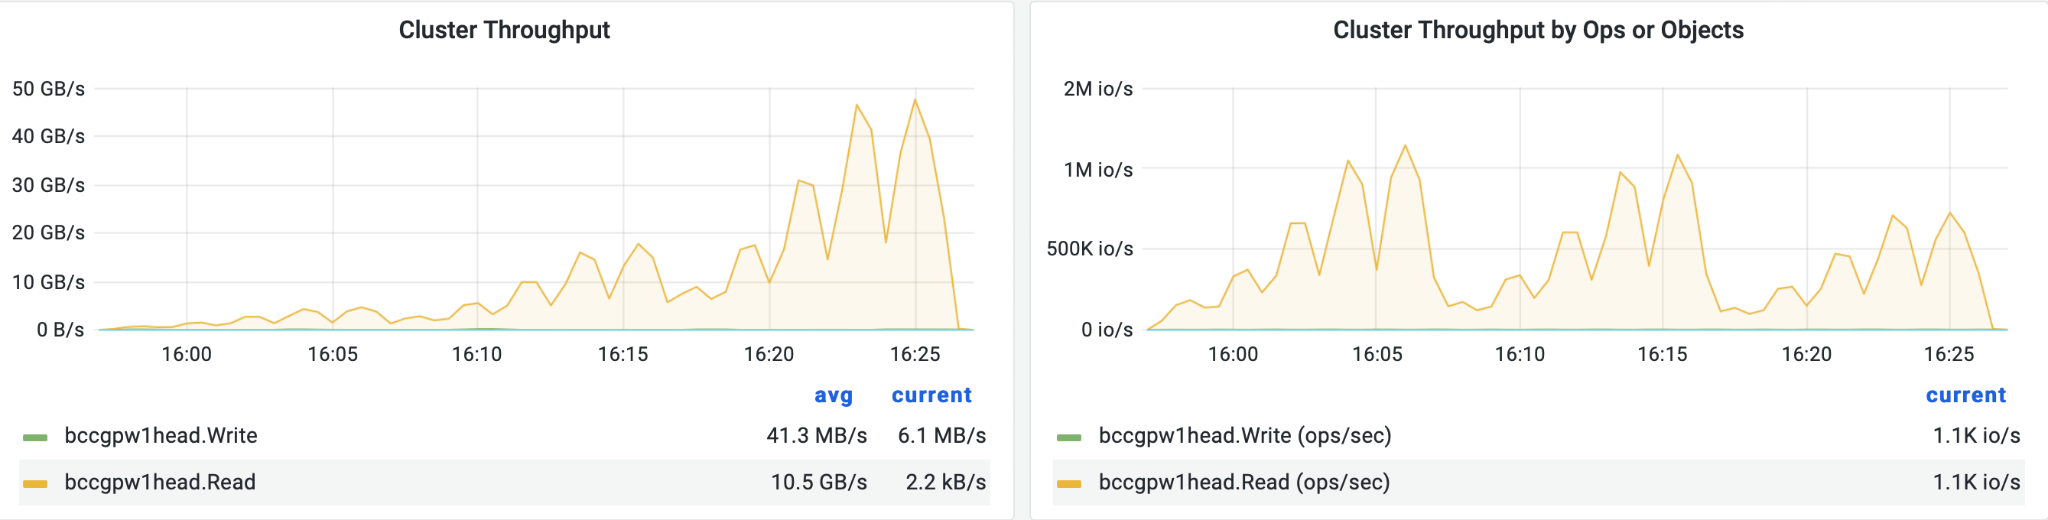 Cluster Throughput
50 GB/s
40 GB/s
30 GB/s
20 GB/s
10 GB/s
0 B/s
16:00 16:05 16:10 16:15 16:20 16:25
avg current
bccgpw1head.Write 41.3 MB/s 6.1 MB/s
bccgpw1head.Read 10.5 GB/s 2.2 kB/s
Cluster Throughput by Ops or Objects
2M io/s
1M io/s
500K io/s
0 io/s
16:00 16:05 16:10 16:15 16:20 16:25
current
bccgpw1head.Write (ops/sec) 1.1K io/s
bccgpw1head.Read (ops/sec) 1.1K io/s